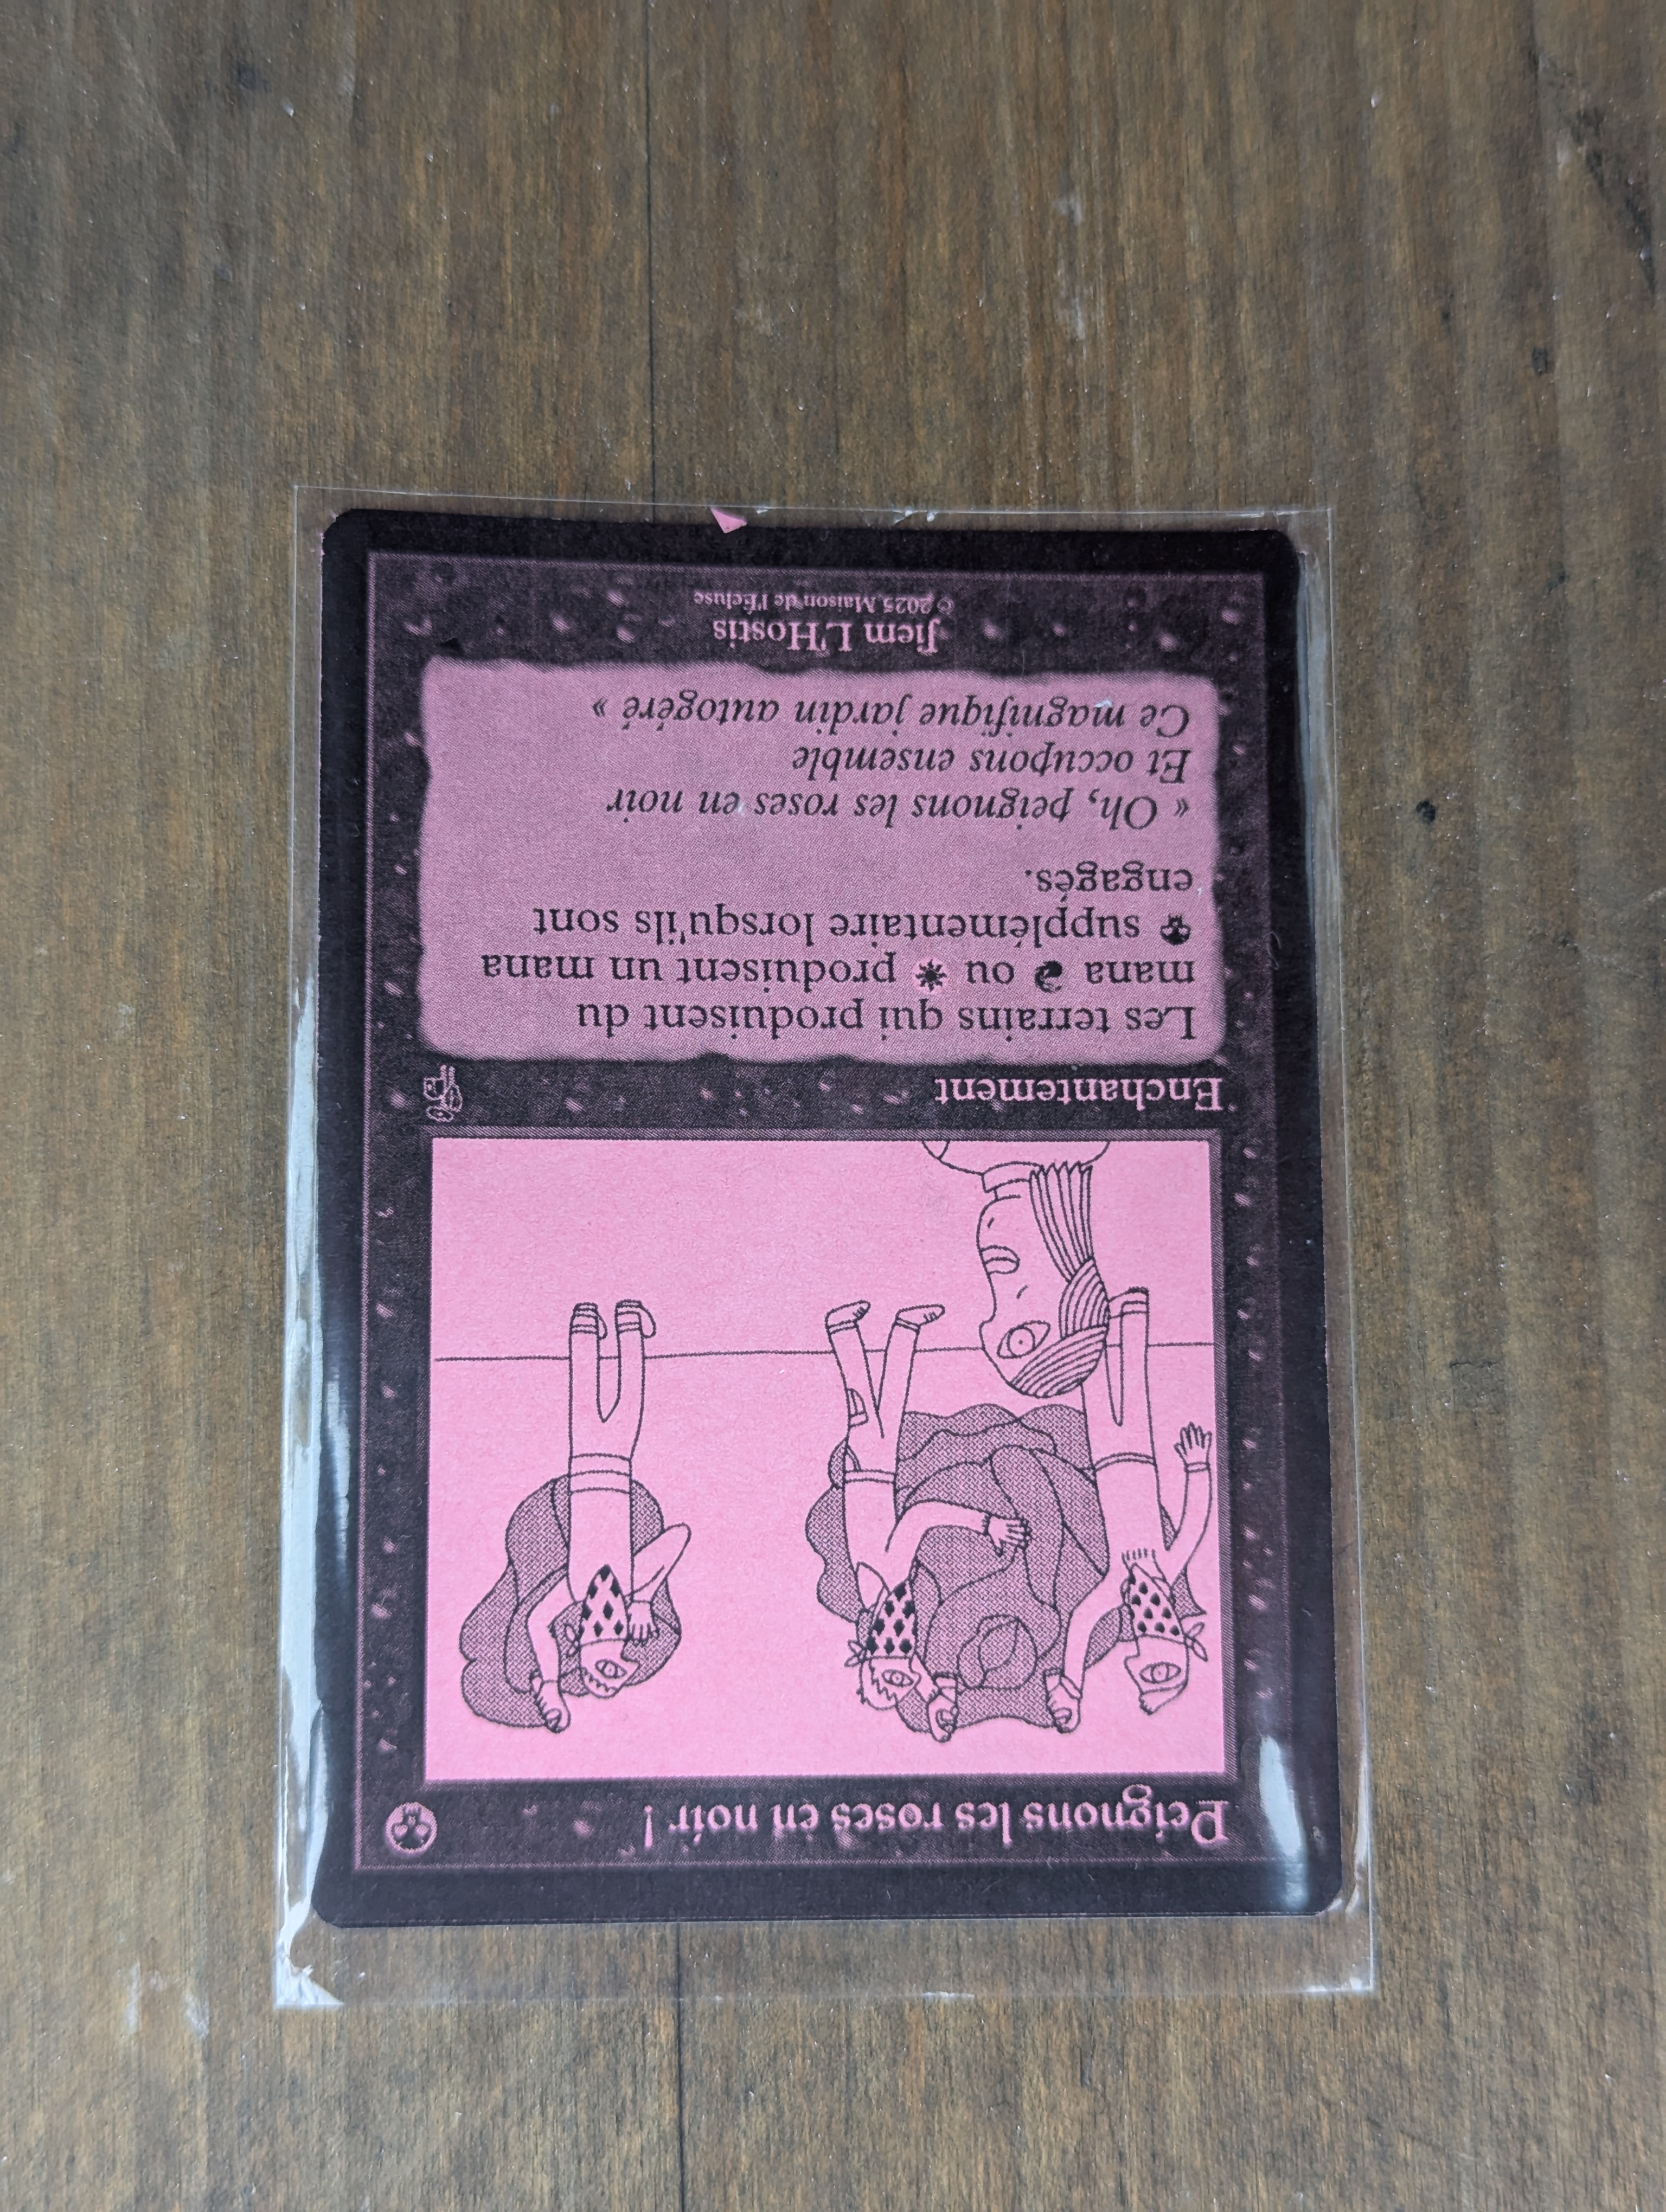 Peignons les roses en noir !
Enchantement
Les terrains qui produisent du
mana ou produisent un mana
supplémentaire lorsqu'ils sont
engagés.
« Oh, peignons les roses en noir
Et occupons ensemble
Ce magnifique jardin autogéré »
Jiem L'Hostis
© 2025 Maison de l'Écluse